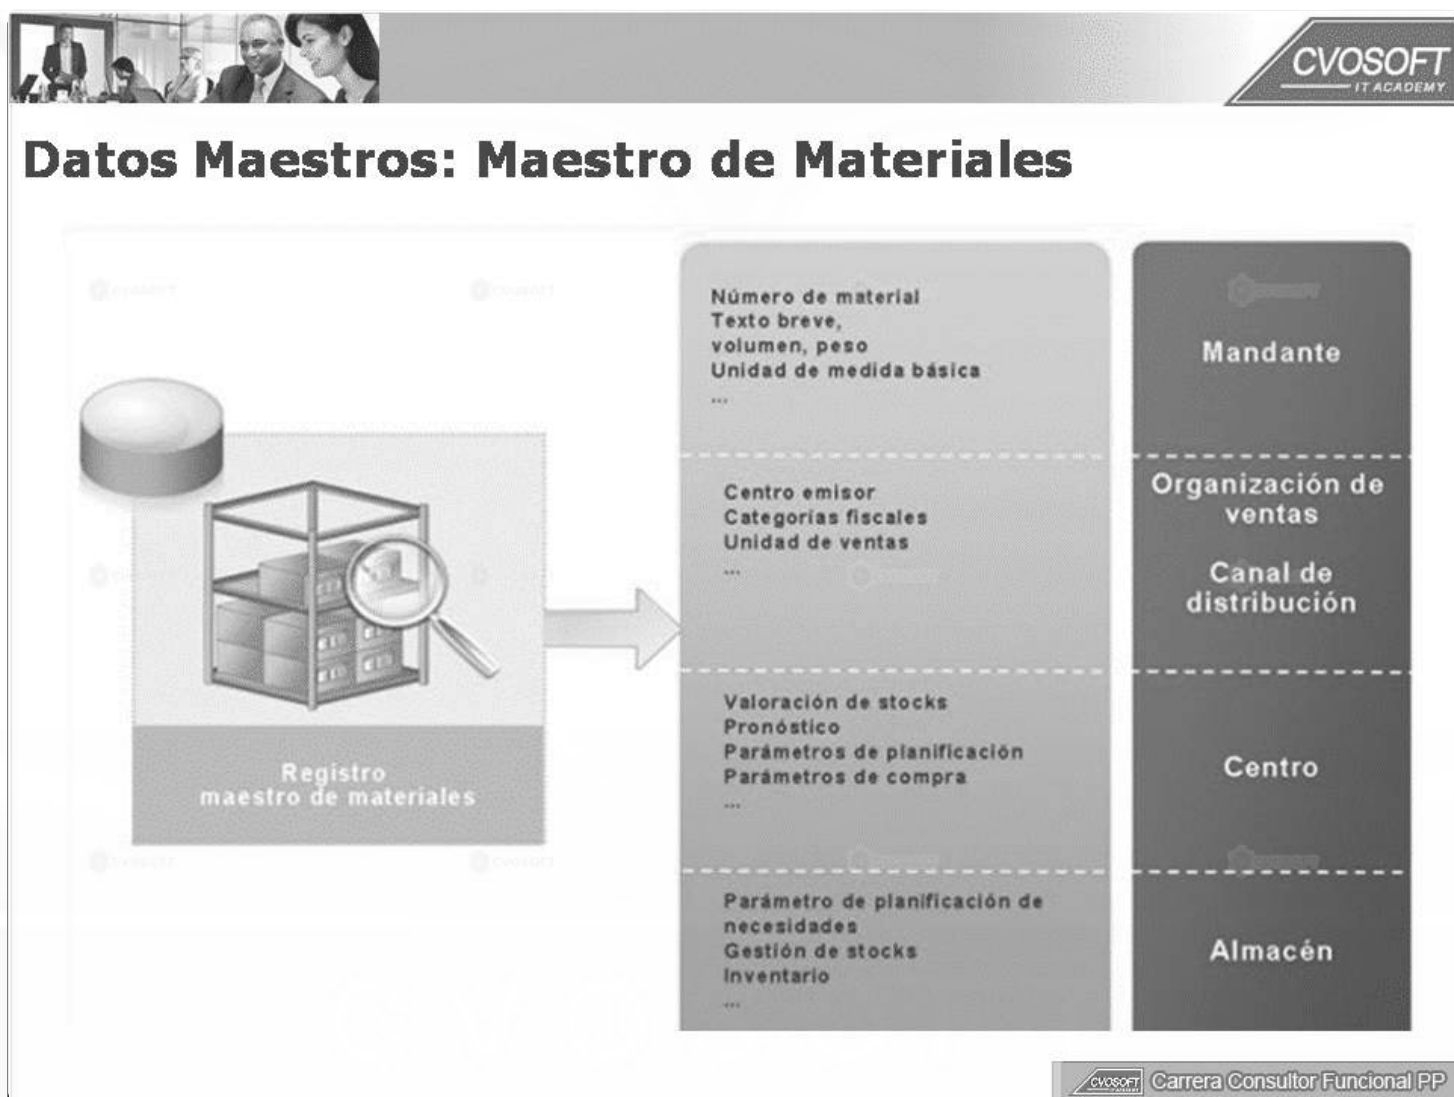 CVOSOFT
IT ACADEMY
Datos Maestros: Maestro de Materiales
Registro
maestro de materiales
Número de material
Texto breve,
volumen, peso
Unidad de medida básica
...
Mandante
Centro emisor
Categorías fiscales
Unidad de ventas
...
Organización de
ventas
Canal de
distribución
Valoración de stocks
Pronóstico
Parámetros de planificación
Parámetros de compra
...
Centro
Parámetro de planificación de
necesidades
Gestión de stocks
Inventario
...
Almacén
CVOSOFT
Carrera Consultor Funcional PP